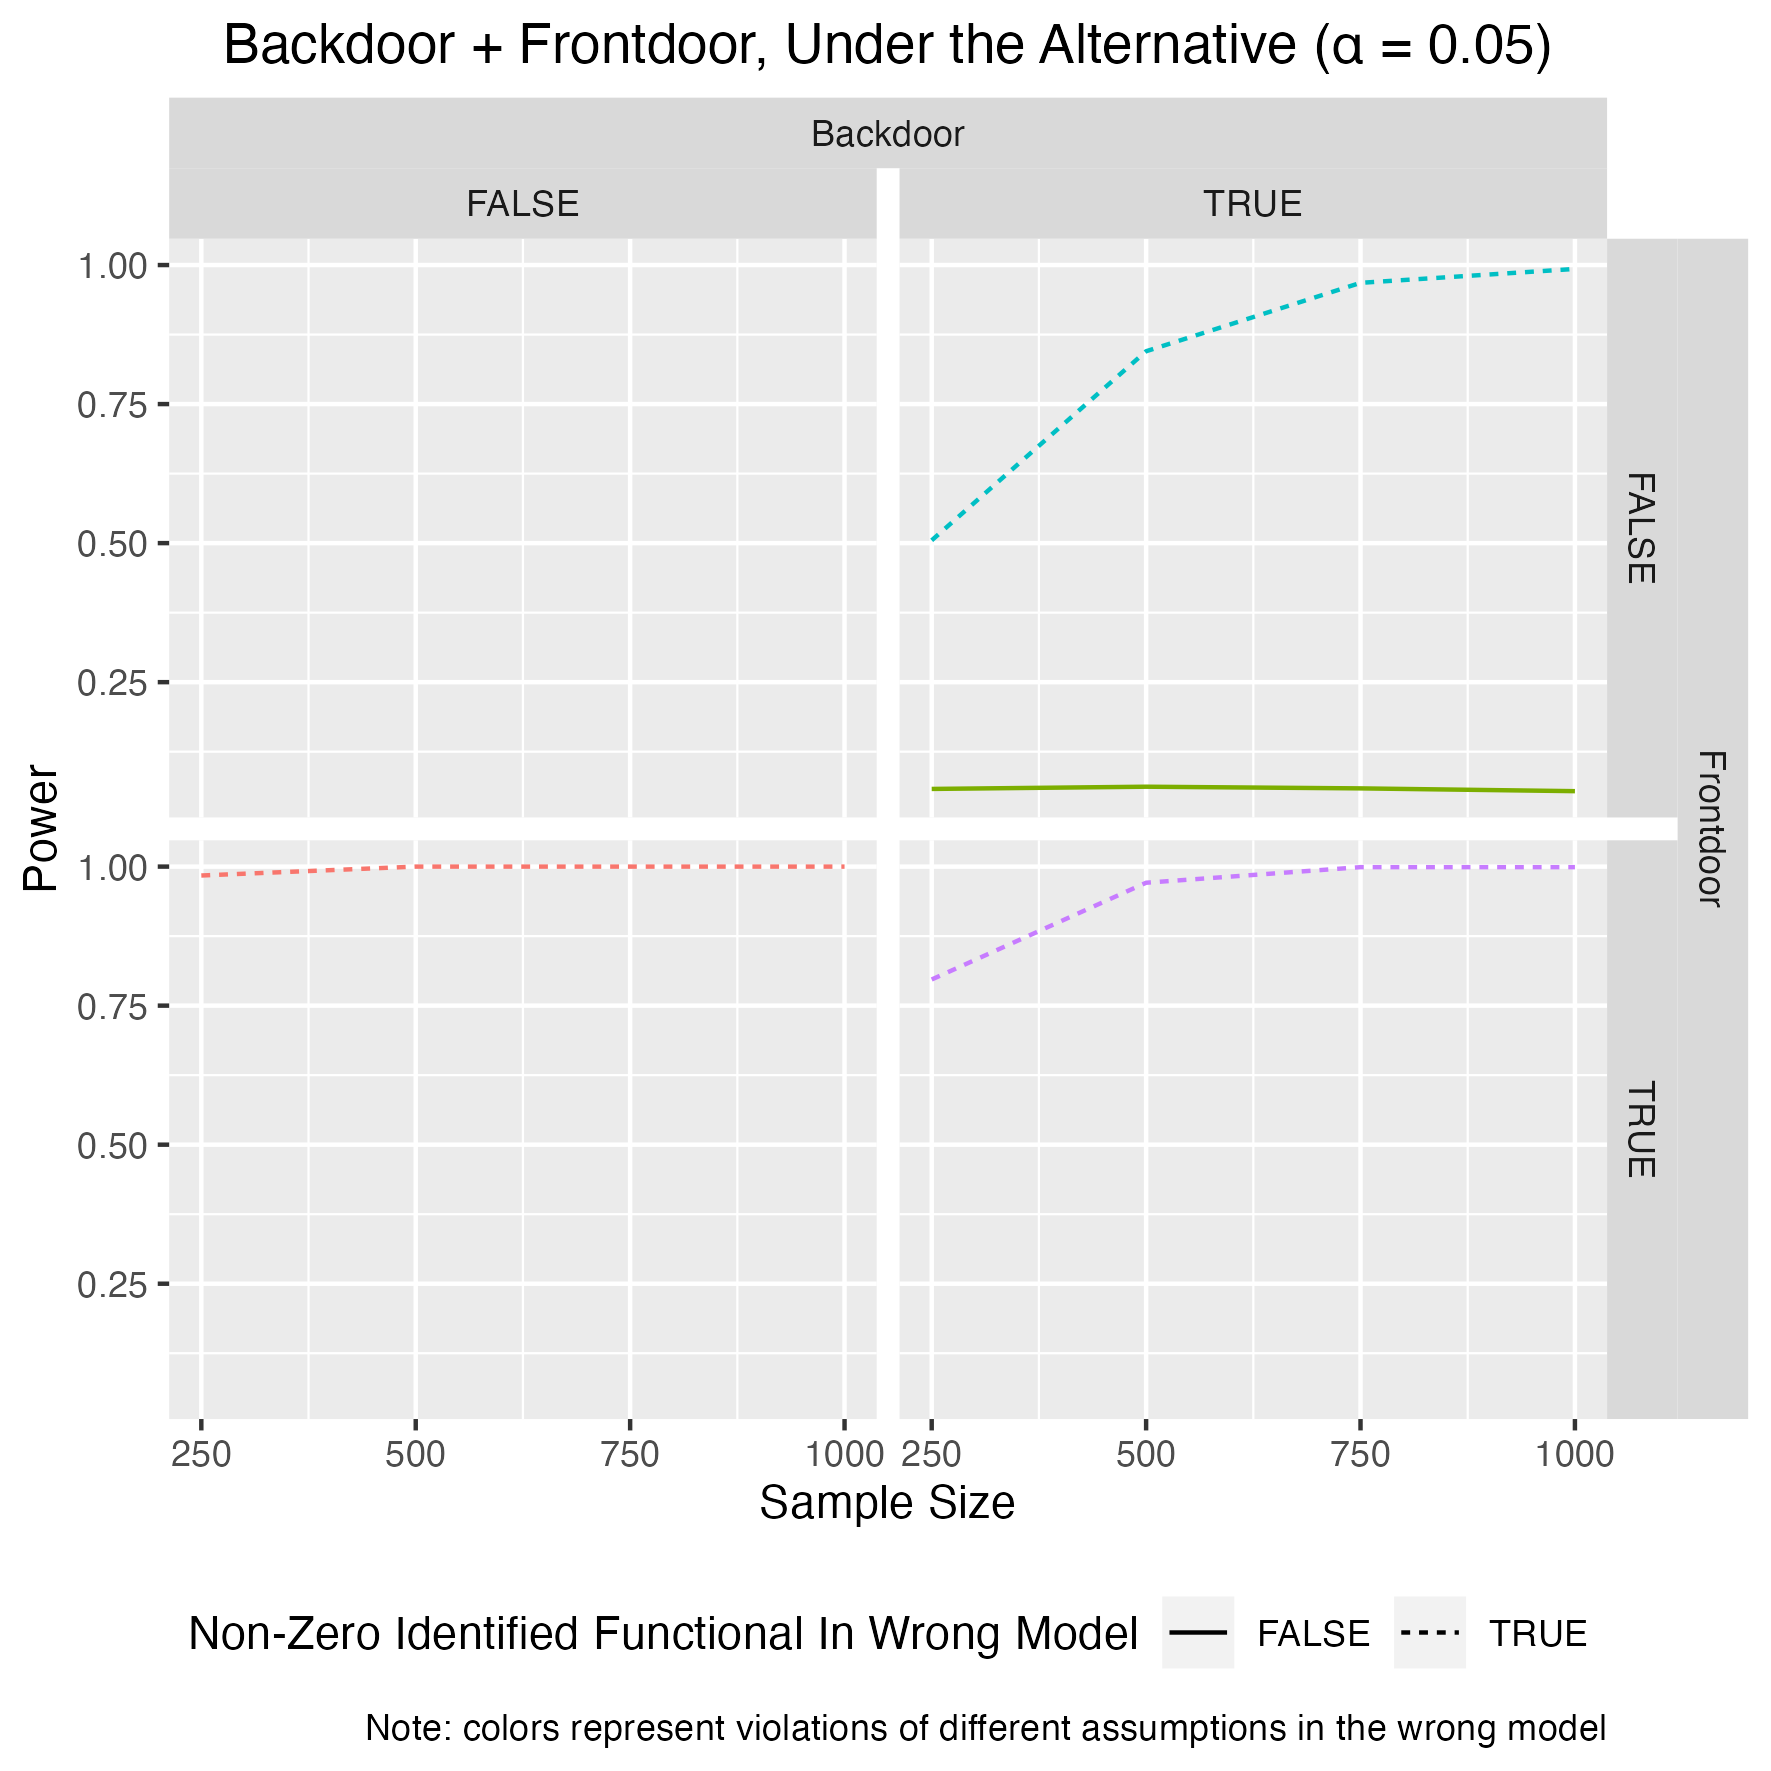 Backdoor + Frontdoor, Under the Alternative (α = 0.05)
Backdoor
FALSE TRUE
1.00
0.75
0.50
0.25
FALSE
Frontdoor
Power
1.00
0.75
0.50
0.25
TRUE
250 500 750 1000 250 500 750 1000
Sample Size
Non-Zero Identified Functional In Wrong Model FALSE TRUE
Note: colors represent violations of different assumptions in the wrong model